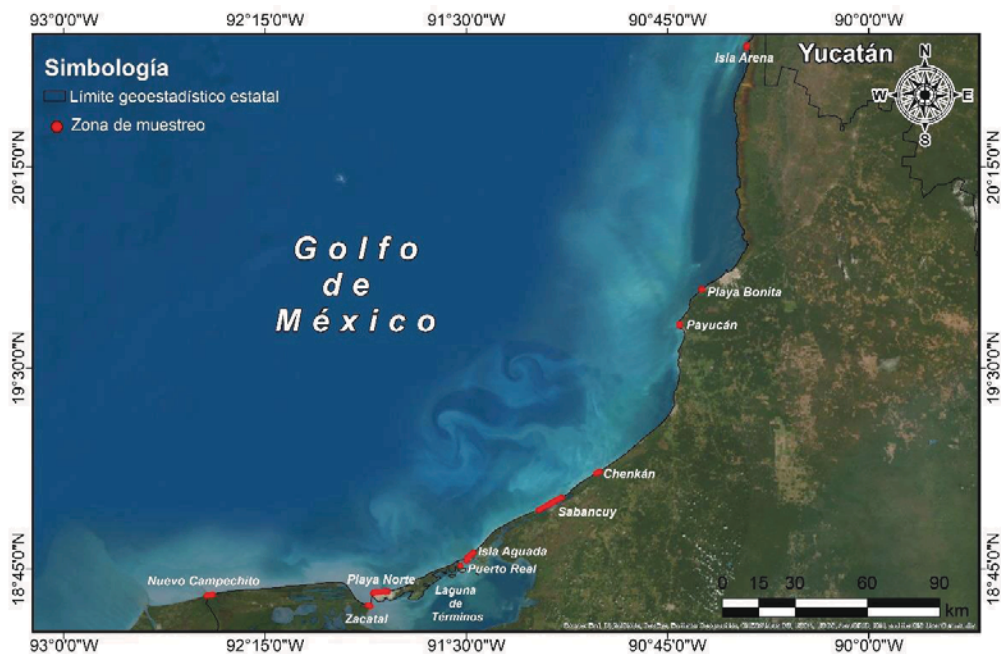 93°0'0"W
92°15'0"W
91°30'0"W
90°45'0"W
90°0'0"W
Simbología
Límite geoestadístico estatal
Zona de muestreo
Isla Arena
Yucatán
N
W
E
S
20°15'0"N
20°15'0"N
Golfo
de
México
Playa Bonita
Payucán
19°30'0"N
19°30'0"N
Chenkán
Sabancuy
Isla Aguada
Puerto Real
18°45'0"N
18°45'0"N
Nuevo Campechito
Playa Norte
Zacatal
Laguna
de
Términos
0 15 30 60 90
km
93°0'0"W
92°15'0"W
91°30'0"W
90°45'0"W
90°0'0"W